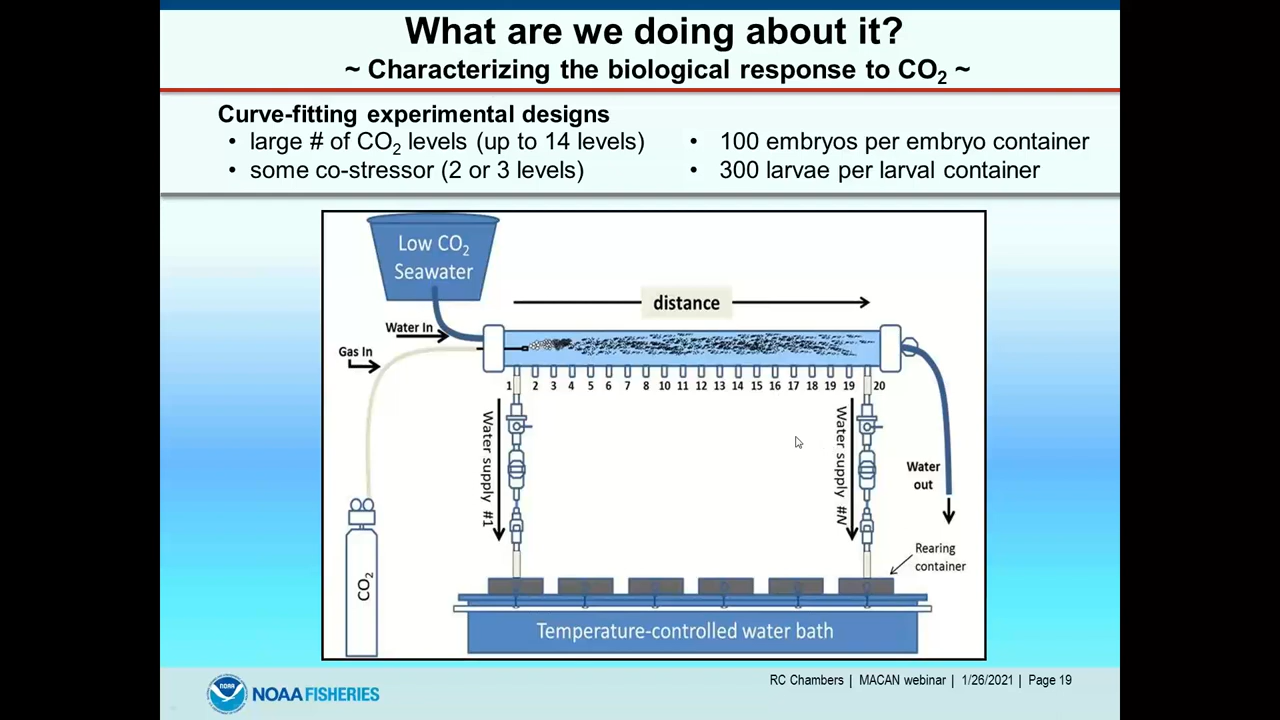 What are we doing about it?
~ Characterizing the biological response to CO₂ ~
Curve-fitting experimental designs
• large # of CO₂ levels (up to 14 levels)
• some co-stressor (2 or 3 levels)
• 100 embryos per embryo container
• 300 larvae per larval container
Low CO₂
Seawater
distance
Water In
Gas In
1 2 3 4 5 6 7 8 10 11 12 13 14 15 16 17 18 19 19 20
Water supply #1
Water supply #N
Water
out
Rearing
container
CO₂
Temperature-controlled water bath
NOAA
NOAA FISHERIES
RC Chambers | MACAN webinar | 1/26/2021 | Page 19